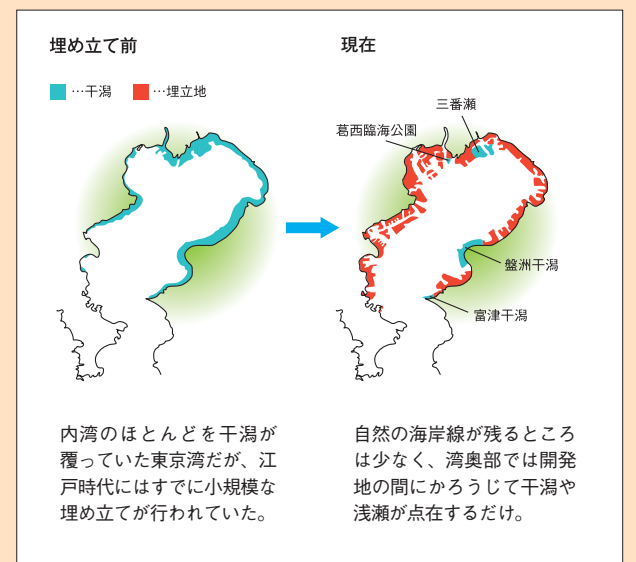 埋め立て前
…干潟 …埋立地
内湾のほとんどを干潟が
覆っていた東京湾だが、江
戸時代にはすでに小規模な
埋め立てが行われていた。
現在
三番瀬
葛西臨海公園
盤洲干潟
富津干潟
自然の海岸線が残るところ
は少なく、湾奥部では開発
地の間にかろうじて干潟や
浅瀬が点在するだけ。